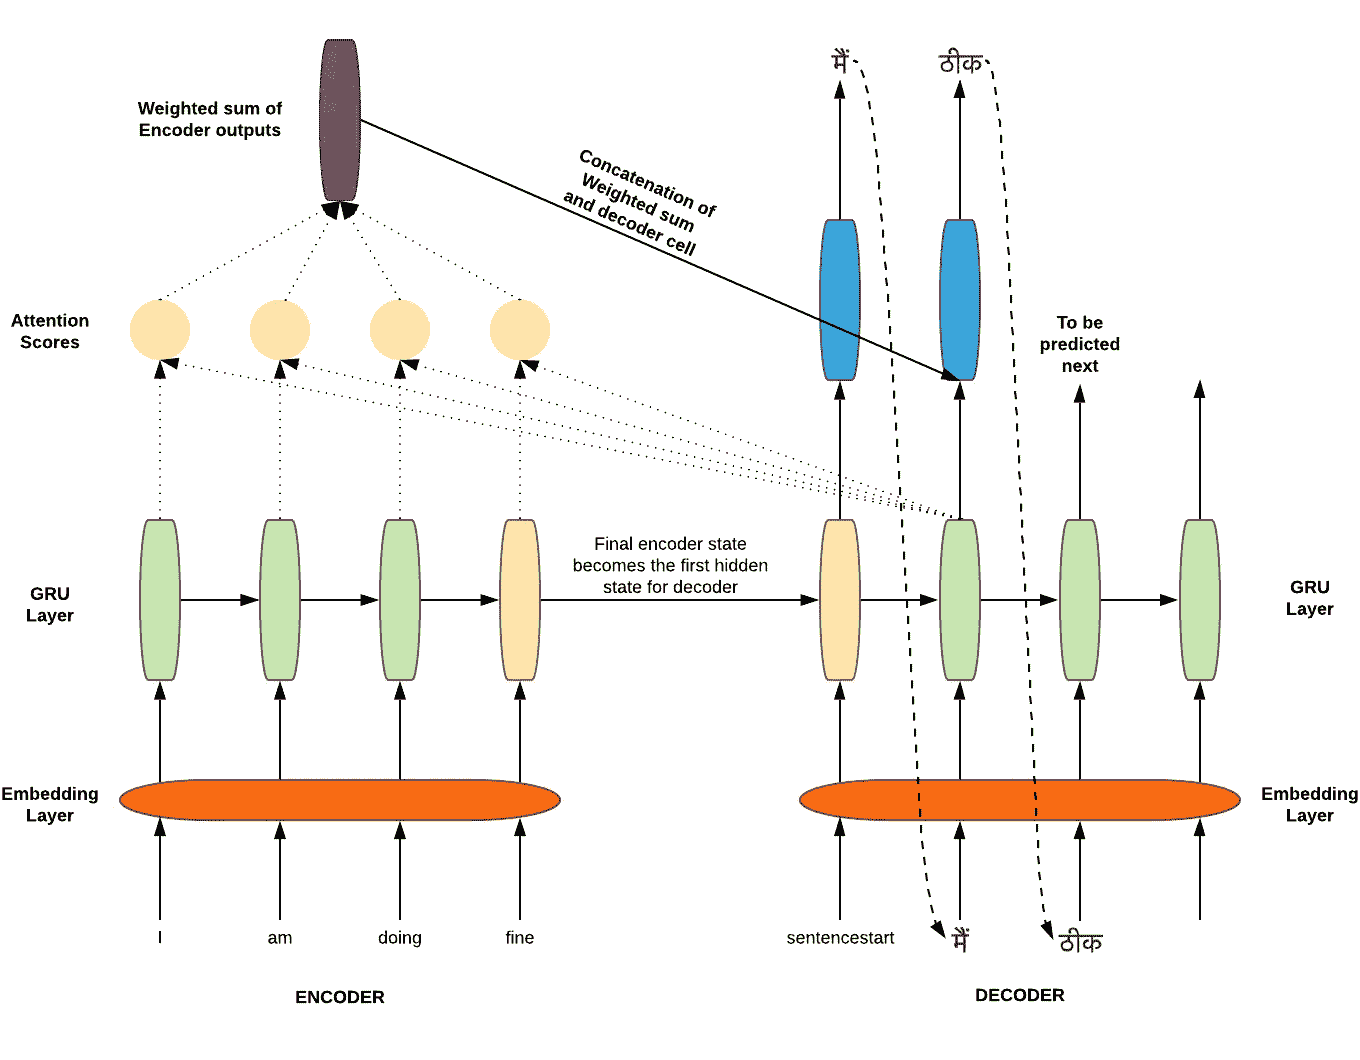 मैं
ठीक
Weighted sum of
Encoder outputs
Concatenation of
Weighted sum
and decoder cell
Attention
Scores
To be
predicted
next
Final encoder state
becomes the first hidden
state for decoder
GRU
Layer
GRU
Layer
Embedding
Layer
Embedding
Layer
I
am
doing
fine
sentencestart
मैं
ठीक
ENCODER
DECODER